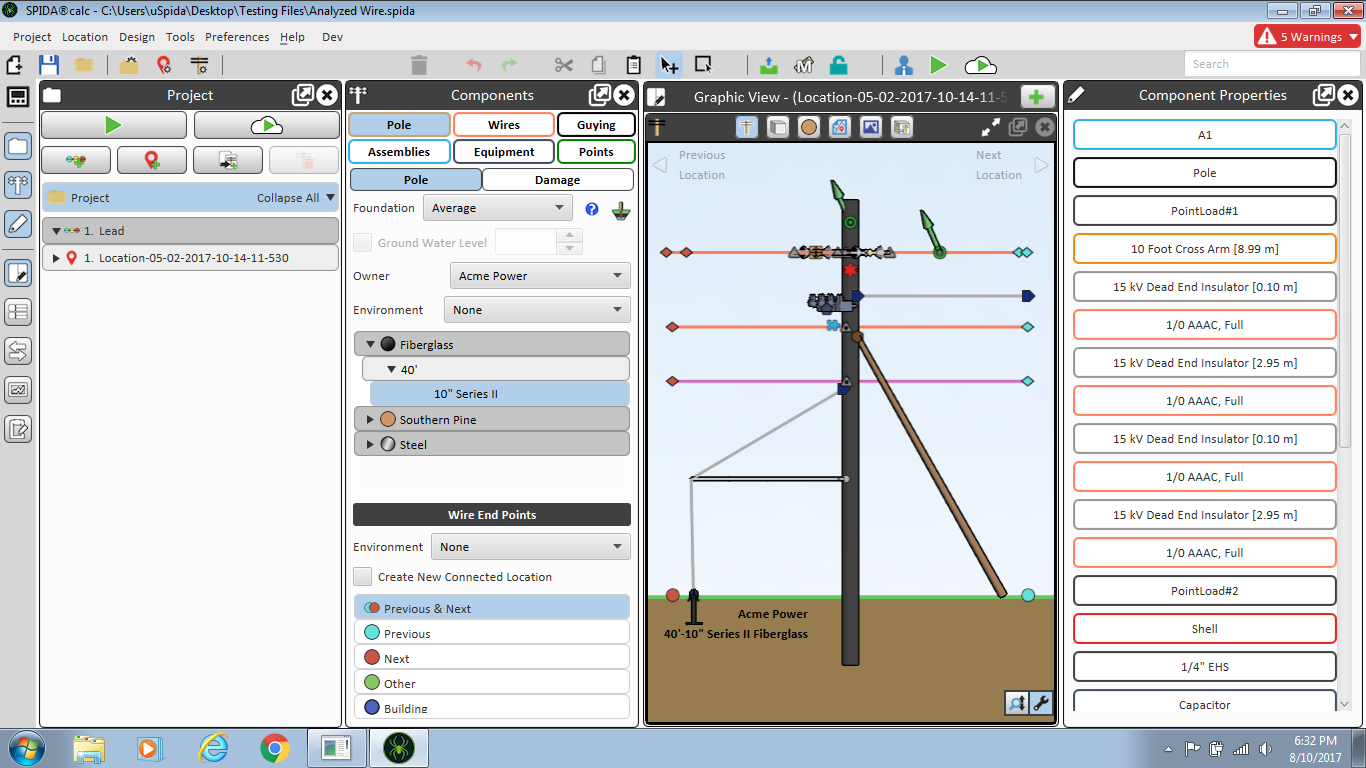 SPIDA®calc - C:\Users\uSpida\Desktop\Testing Files\Analyzed Wire.spida
Project Location Design Tools Preferences Help Dev
5 Warnings
Search
Project
Project
Collapse All
1. Lead
1. Location-05-02-2017-10-14-11-530
Components
Pole Wires Guying
Assemblies Equipment Points
Pole Damage
Foundation Average
Ground Water Level
Owner Acme Power
Environment None
Fiberglass
40'
10" Series II
Southern Pine
Steel
Wire End Points
Environment None
Create New Connected Location
Previous & Next
Previous
Next
Other
Building
Graphic View - (Location-05-02-2017-10-14-11-5
Previous
Location
Next
Location
Acme Power
40'-10" Series II Fiberglass
Component Properties
A1
Pole
PointLoad#1
10 Foot Cross Arm [8.99 m]
15 kV Dead End Insulator [0.10 m]
1/0 AAAC, Full
15 kV Dead End Insulator [2.95 m]
1/0 AAAC, Full
15 kV Dead End Insulator [0.10 m]
1/0 AAAC, Full
15 kV Dead End Insulator [2.95 m]
1/0 AAAC, Full
PointLoad#2
Shell
1/4" EHS
Capacitor
6:32 PM
8/10/2017